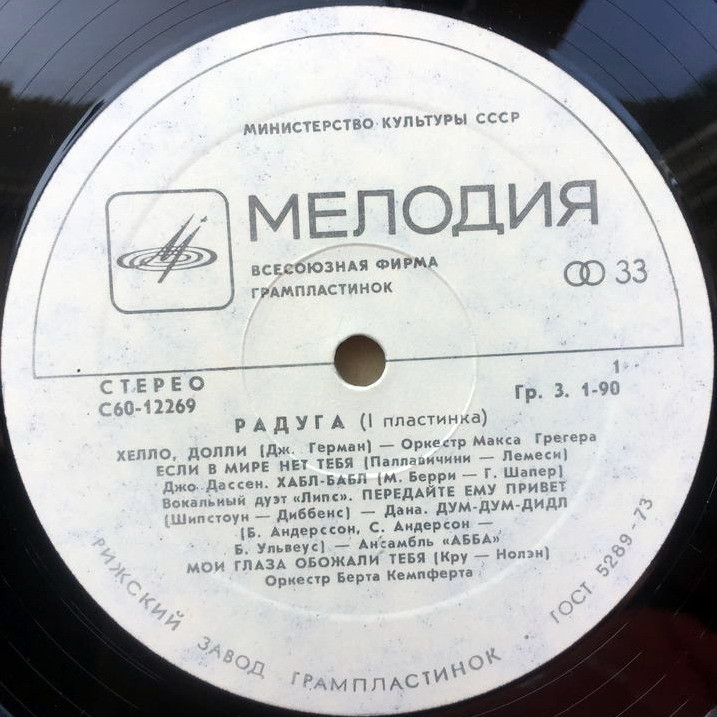 МИНИСТЕРСТВО КУЛЬТУРЫ СССР
МЕЛОДИЯ
ВСЕСОЮЗНАЯ ФИРМА
ГРАМПЛАСТИНОК
33
СТЕРЕО
С60-12269
1
Гр. 3. 1-90
РАДУГА (I пластинка)
ХЕЛЛО, ДОЛЛИ (Дж. Герман) — Оркестр Макса Грегера
ЕСЛИ В МИРЕ НЕТ ТЕБЯ (Паллавичини — Лемеси)
Джо Дассен. ХАБЛ-БАБЛ (М. Берри — Г. Шапер)
Вокальный дуэт «Липс». ПЕРЕДАЙТЕ ЕМУ ПРИВЕТ
(Шипстоун — Диббенс) — Дана. ДУМ-ДУМ-ДИДЛ
(Б. Андерссон, С. Андерсон —
Б. Ульвеус) — Ансамбль «АББА»
МОИ ГЛАЗА ОБОЖАЛИ ТЕБЯ (Кру — Нолэн)
Оркестр Берта Кемпферта
РИЖСКИЙ ЗАВОД ГРАМПЛАСТИНОК • ГОСТ 5289-73